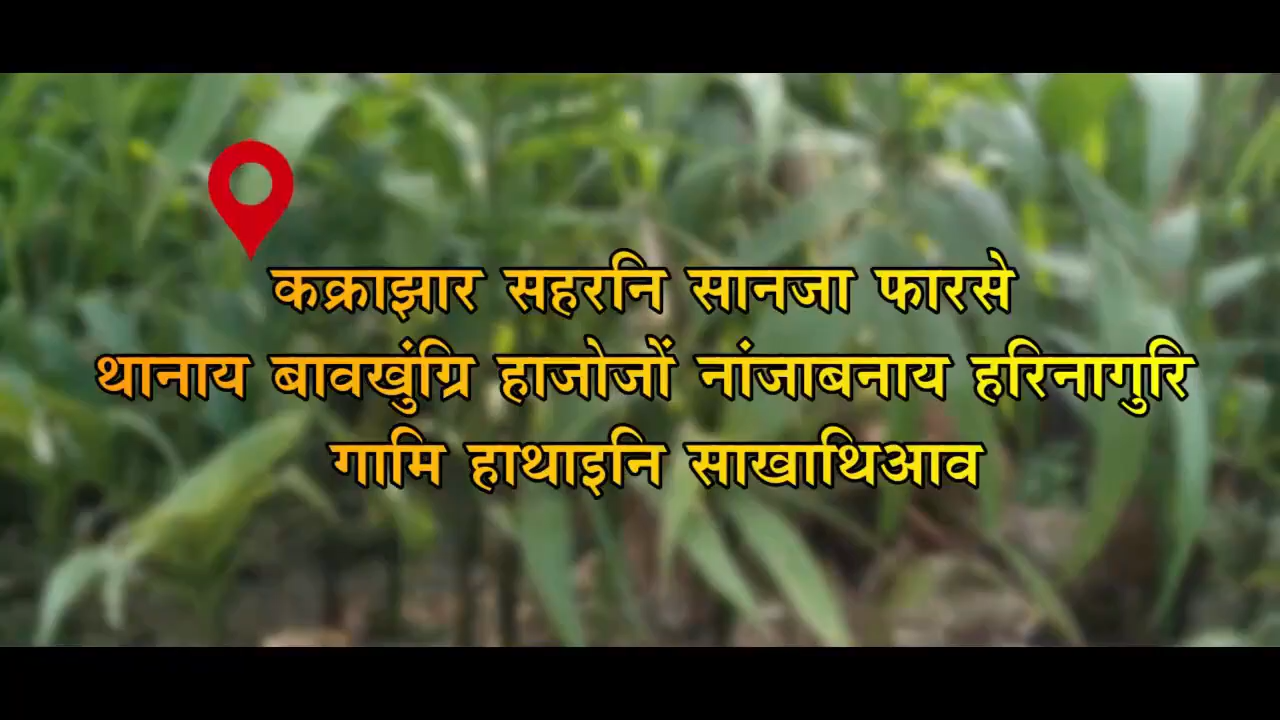 कक्राझार सहरनि सानजा फारसे
थानाय बावखुंग्रि हाजोजों नांजाबनाय हरिनागुरि
गामि हाथाइनि साखाथिआव